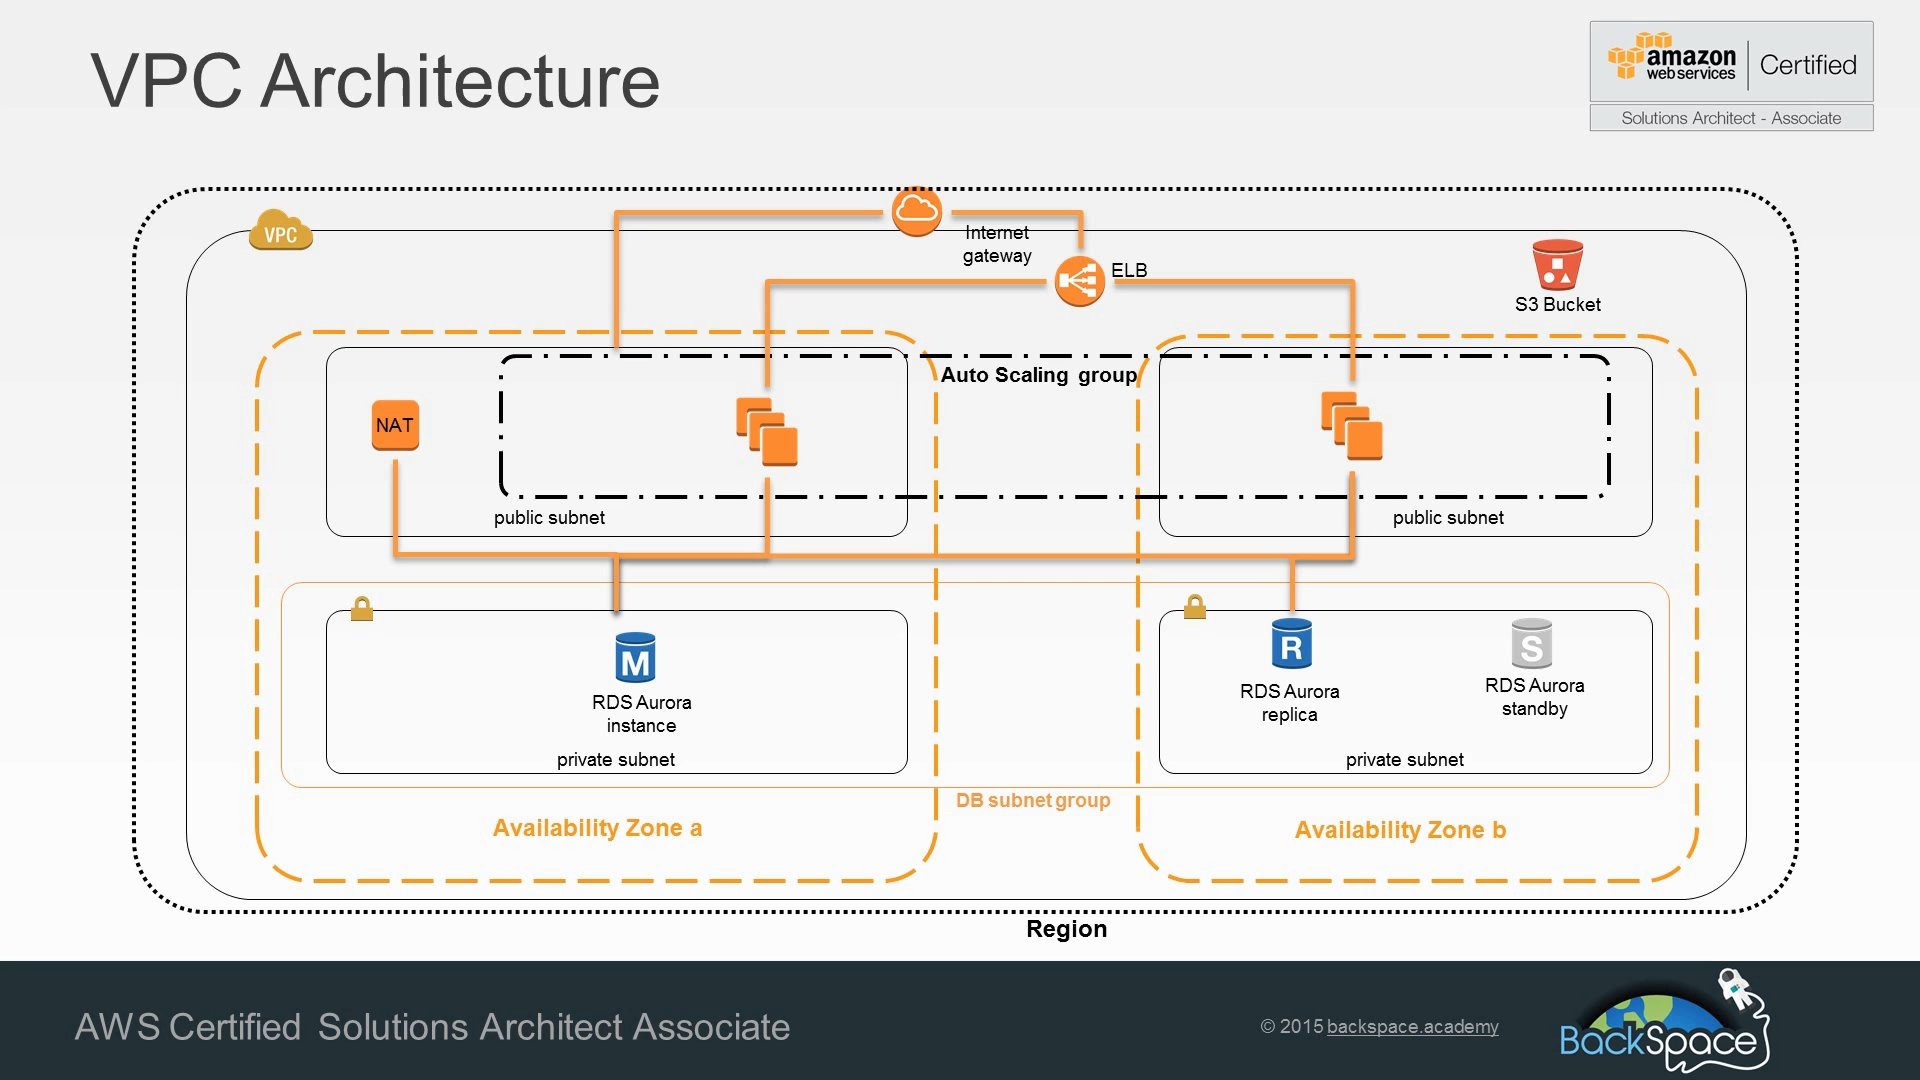 VPC Architecture
amazon
webservices
Certified
Solutions Architect - Associate
VPC
Internet
gateway
ELB
S3 Bucket
Auto Scaling group
NAT
public subnet
public subnet
M
RDS Aurora
instance
private subnet
R
RDS Aurora
replica
S
RDS Aurora
standby
private subnet
DB subnet group
Availability Zone a
Availability Zone b
Region
AWS Certified Solutions Architect Associate
© 2015 backspace.academy
BackSpace